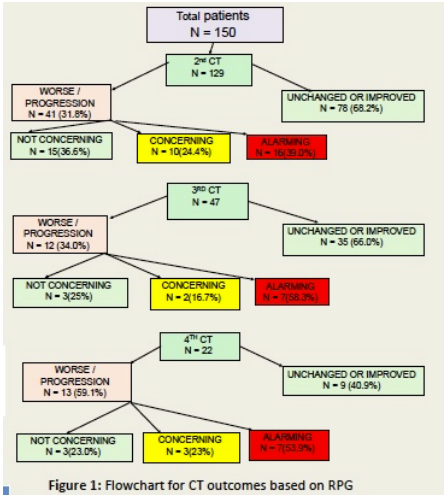 Total patients
N = 150
2nd CT
N = 129
WORSE /
PROGRESSION
N = 41 (31.8%)
UNCHANGED OR IMPROVED
N = 78 (68.2%)
NOT CONCERNING
N = 15(36.6%)
CONCERNING
N = 10(24.4%)
ALARMING
N = 16(39.0%)
3RD CT
N = 47
WORSE /
PROGRESSION
N = 12 (34.0%)
UNCHANGED OR IMPROVED
N = 35 (66.0%)
NOT CONCERNING
N = 3(25%)
CONCERNING
N = 2(16.7%)
ALARMING
N = 7(58.3%)
4TH CT
N = 22
WORSE /
PROGRESSION
N = 13 (59.1%)
UNCHANGED OR IMPROVED
N = 9 (40.9%)
NOT CONCERNING
N = 3(23.0%)
CONCERNING
N = 3(23%)
ALARMING
N = 7(53.9%)
Figure 1: Flowchart for CT outcomes based on RPG